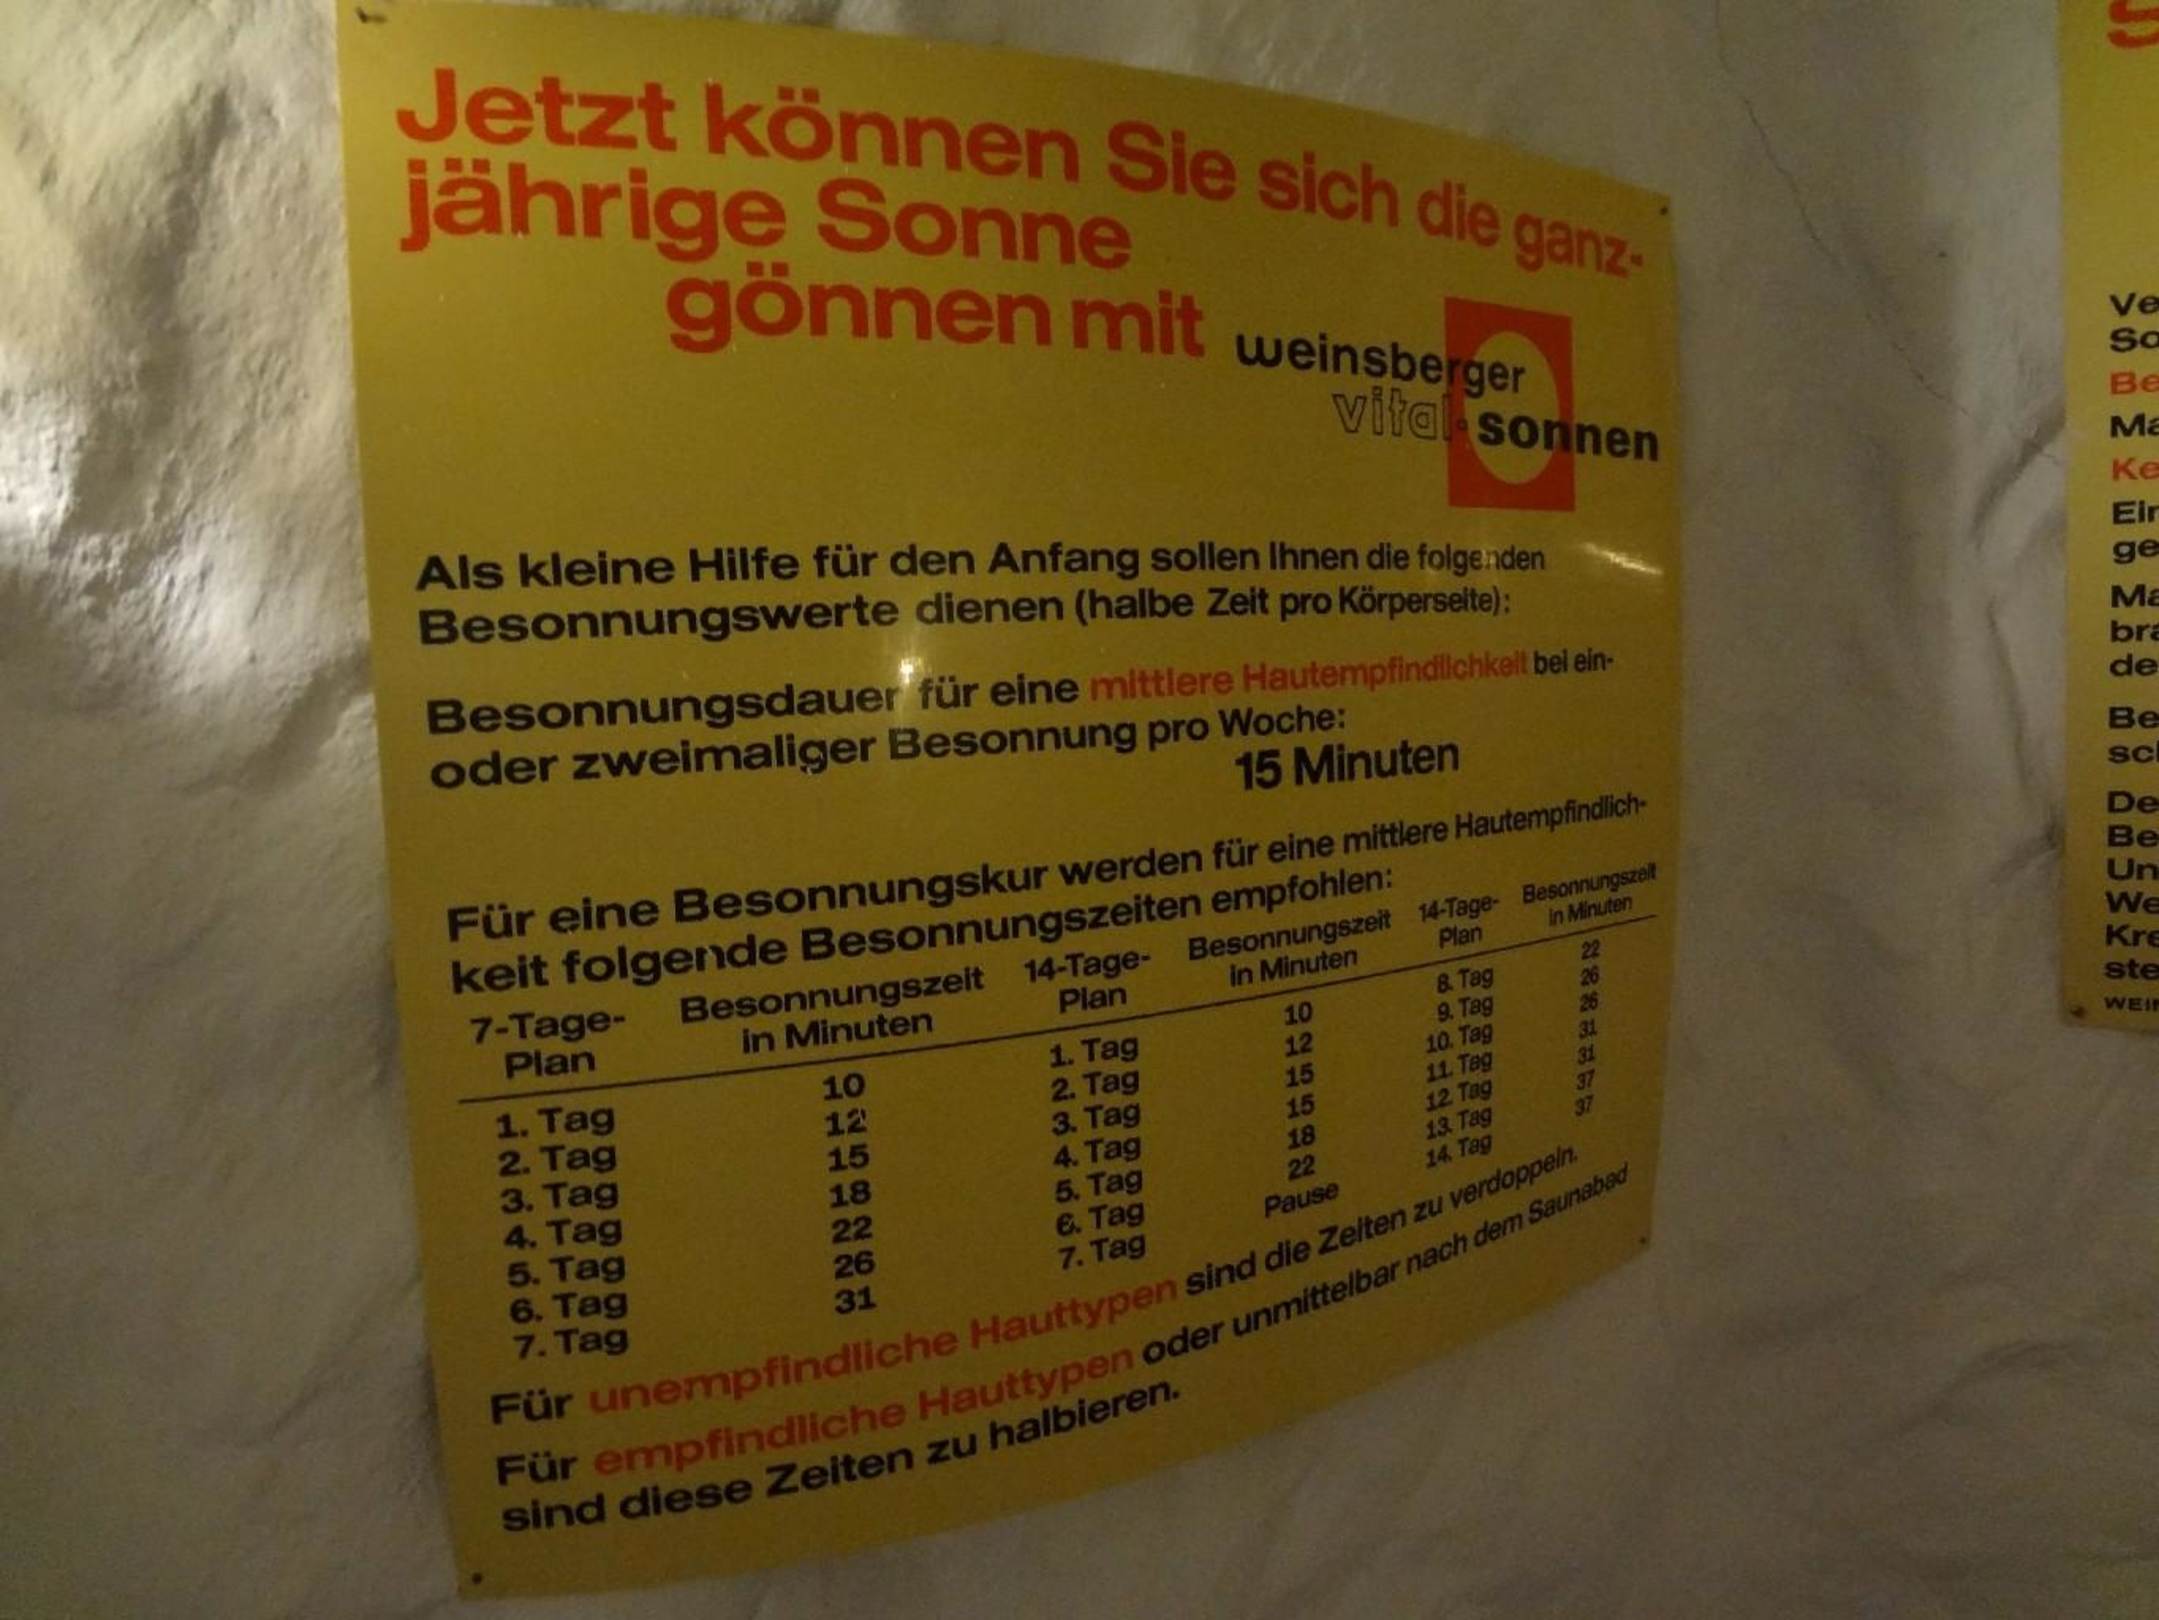 Jetzt können Sie sich die ganz-
jährige Sonne
gönnen mit
weinsberger
vital-sonnen
Als kleine Hilfe für den Anfang sollen Ihnen die folgenden
Besonnungswerte dienen (halbe Zeit pro Körperseite):
Besonnungsdauer für eine mittlere Hautempfindlichkeit bei ein-
oder zweimaliger Besonnung pro Woche:
15 Minuten
Für eine Besonnungskur werden für eine mittlere Hautempfindlich-
keit folgende Besonnungszeiten empfohlen:
7-Tage- Besonnungszeit 14-Tage- Besonnungszeit 14-Tage- Besonnungszeit
Plan in Minuten Plan in Minuten Plan in Minuten
1. Tag 10 1. Tag 10 8. Tag 22
2. Tag 12 2. Tag 12 9. Tag 26
3. Tag 15 3. Tag 15 10. Tag 26
4. Tag 18 4. Tag 15 11. Tag 31
5. Tag 22 5. Tag 18 12. Tag 31
6. Tag 26 6. Tag 22 13. Tag 37
7. Tag 31 7. Tag Pause 14. Tag 37
Für unempfindliche Hauttypen sind die Zeiten zu verdoppeln.
Für empfindliche Hauttypen oder unmittelbar nach dem Saunabad
sind diese Zeiten zu halbieren.